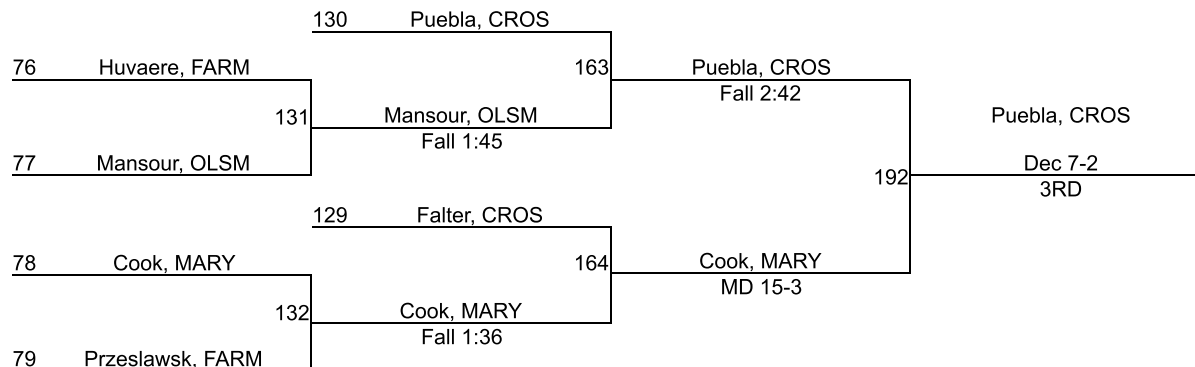 130 Puebla, CROS
76 Huvaere, FARM
163 Puebla, CROS
Fall 2:42
131 Mansour, OLSM
Fall 1:45
Puebla, CROS
77 Mansour, OLSM
192 Dec 7-2
3RD
129 Falter, CROS
78 Cook, MARY
164 Cook, MARY
MD 15-3
132 Cook, MARY
Fall 1:36
79 Przeslawsk, FARM